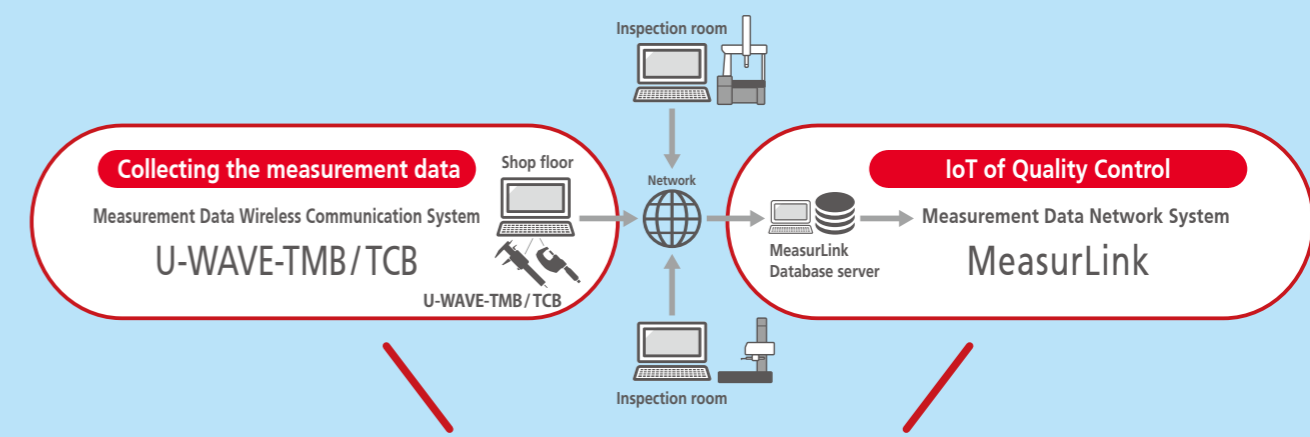 Inspection room
Collecting the measurement data
Shop floor
Measurement Data Wireless Communication System
U-WAVE-TMB/TCB
U-WAVE-TMB/TCB
Network
IoT of Quality Control
MeasurLink
Database server
Measurement Data Network System
MeasurLink
Inspection room